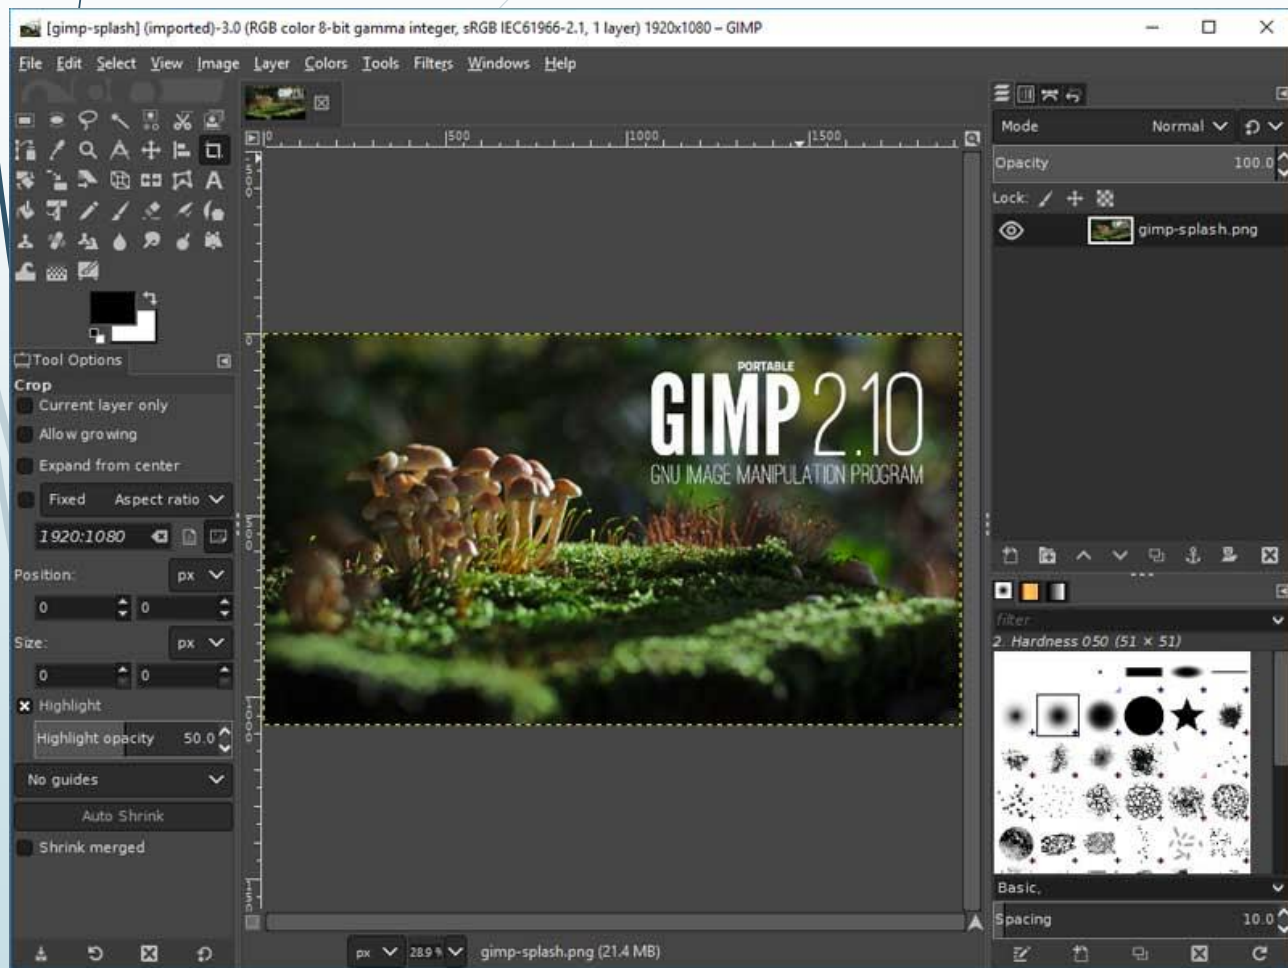 [gimp-splash] (imported)-3.0 (RGB color 8-bit gamma integer, sRGB IEC61966-2.1, 1 layer) 1920x1080 – GIMP
File Edit Select View Image Layer Colors Tools Filters Windows Help
0 500 1000 1500
Tool Options
Crop
Current layer only
Allow growing
Expand from center
Fixed Aspect ratio
1920:1080
Position: px
0 0
Size: px
0 0
Highlight
Highlight opacity 50.0
No guides
Auto Shrink
Shrink merged
PORTABLE
GIMP 2.10
GNU IMAGE MANIPULATION PROGRAM
px 28.9 % gimp-splash.png (21.4 MB)
Mode Normal
Opacity 100.0
Lock:
gimp-splash.png
filter
2. Hardness 050 (51 × 51)
Basic,
Spacing 10.0